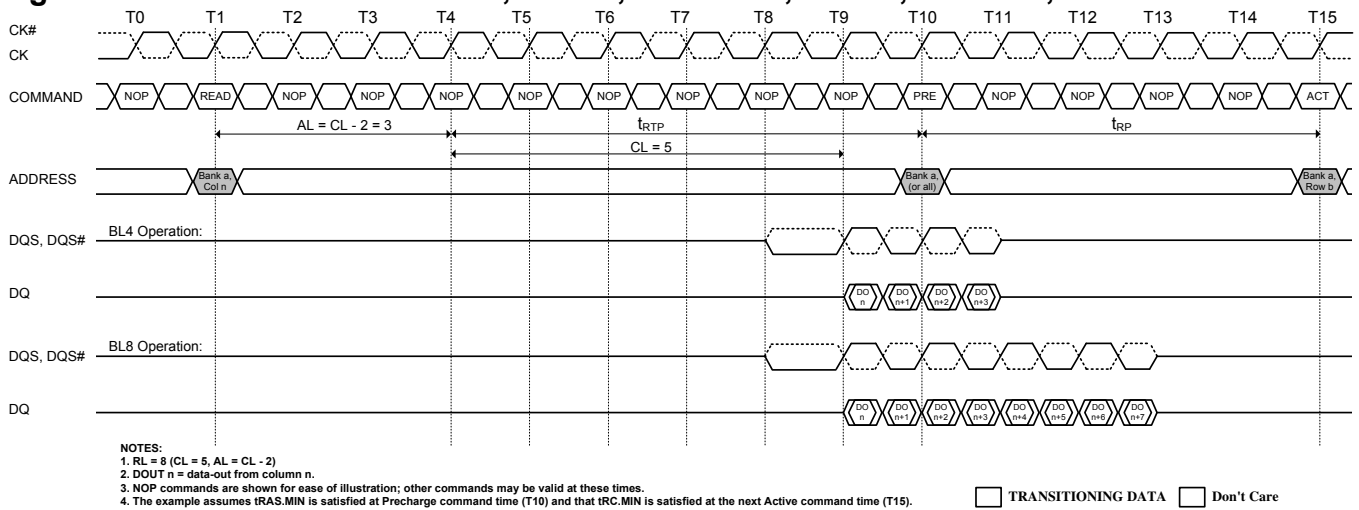 T0 T1 T2 T3 T4 T5 T6 T7 T8 T9 T10 T11 T12 T13 T14 T15
CK#
CK
COMMAND NOP READ NOP NOP NOP NOP NOP NOP NOP NOP PRE NOP NOP NOP NOP ACT
AL = CL - 2 = 3 tRTP tRP
CL = 5
ADDRESS Bank a, Col n Bank a, (or all) Bank a, Row b
BL4 Operation:
DQS, DQS#
DQ DO n DO n+1 DO n+2 DO n+3
BL8 Operation:
DQS, DQS#
DQ DO n DO n+1 DO n+2 DO n+3 DO n+4 DO n+5 DO n+6 DO n+7
NOTES:
1. RL = 8 (CL = 5, AL = CL - 2)
2. DOUT n = data-out from column n.
3. NOP commands are shown for ease of illustration; other commands may be valid at these times.
4. The example assumes tRAS.MIN is satisfied at Precharge command time (T10) and that tRC.MIN is satisfied at the next Active command time (T15).
TRANSITIONING DATA Don't Care